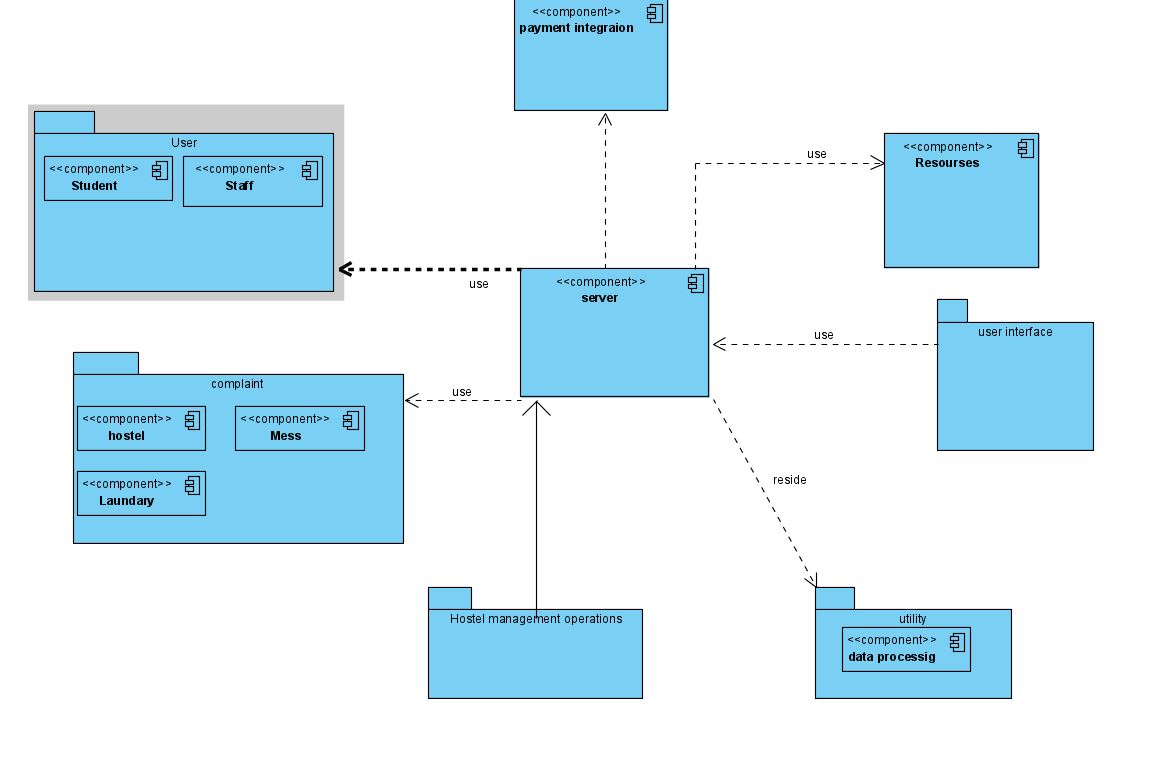 <<component>>
payment integraion
User
<<component>>
Student
<<component>>
Staff
use
<<component>>
Resourses
use
<<component>>
server
use
user interface
complaint
<<component>>
hostel
<<component>>
Mess
<<component>>
Laundary
use
reside
Hostel management operations
utility
<<component>>
data processig